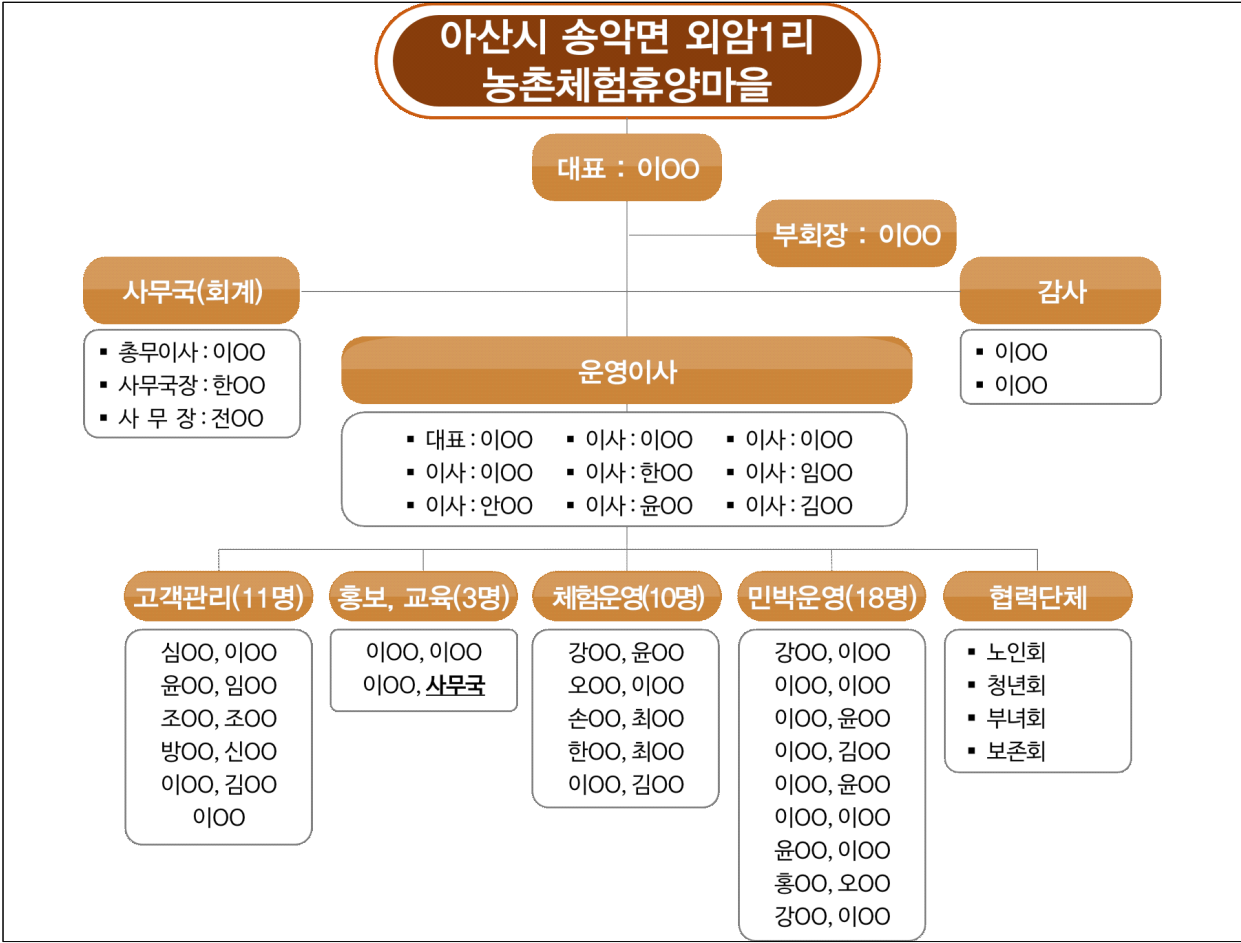 아산시 송악면 외암1리
농촌체험휴양마을
대표 : 이OO
부회장 : 이OO
사무국(회계)
▪ 총무이사 : 이OO
▪ 사무국장 : 한OO
▪ 사 무 장 : 전OO
감사
▪ 이OO
▪ 이OO
운영이사
▪ 대표 : 이OO ▪ 이사 : 이OO ▪ 이사 : 이OO
▪ 이사 : 이OO ▪ 이사 : 한OO ▪ 이사 : 임OO
▪ 이사 : 안OO ▪ 이사 : 윤OO ▪ 이사 : 김OO
고객관리(11명)
심OO, 이OO
윤OO, 임OO
조OO, 조OO
방OO, 신OO
이OO, 김OO
이OO
홍보, 교육(3명)
이OO, 이OO
이OO, 사무국
체험운영(10명)
강OO, 윤OO
오OO, 이OO
손OO, 최OO
한OO, 최OO
이OO, 김OO
민박운영(18명)
강OO, 이OO
이OO, 이OO
이OO, 윤OO
이OO, 김OO
이OO, 윤OO
이OO, 이OO
윤OO, 이OO
홍OO, 오OO
강OO, 이OO
협력단체
▪ 노인회
▪ 청년회
▪ 부녀회
▪ 보존회